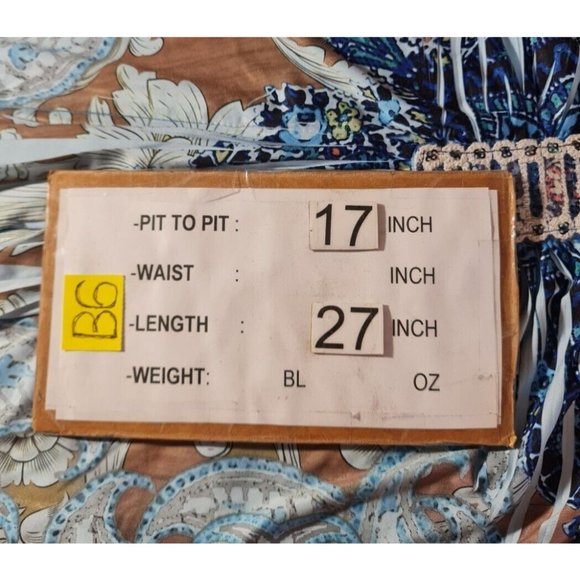 -PIT TO PIT : 17 INCH
-WAIST : INCH
B6
-LENGTH : 27 INCH
-WEIGHT: BL OZ